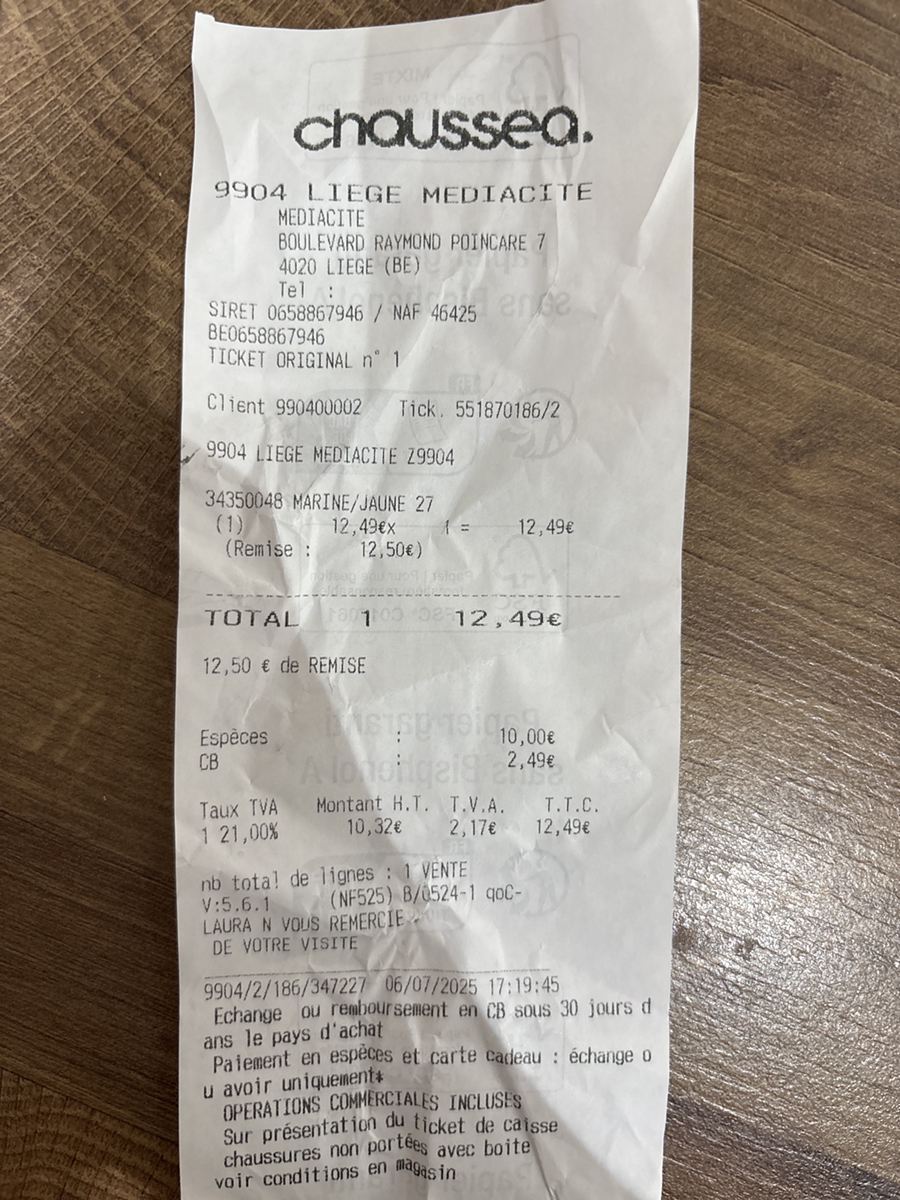 chaussea.
9904 LIEGE MEDIACITE
MEDIACITE
BOULEVARD RAYMOND POINCARE 7
4020 LIEGE (BE)
Tel :
SIRET 0658867946 / NAF 46425
BE0658867946
TICKET ORIGINAL n° 1
Client 990400002 Tick. 551870186/2
9904 LIEGE MEDIACITE Z9904
34350048 MARINE/JAUNE 27
(1) 12,49€x 1 = 12,49€
(Remise : 12,50€)
TOTAL 1 12,49€
12,50 € de REMISE
Espèces : 10,00€
CB : 2,49€
Taux TVA Montant H.T. T.V.A. T.T.C.
1 21,00% 10,32€ 2,17€ 12,49€
nb total de lignes : 1 VENTE
V:5.6.1 (NF525) B/0524-1 qoC-
LAURA N VOUS REMERCIE
DE VOTRE VISITE
9904/2/186/347227 06/07/2025 17:19:45
Echange ou remboursement en CB sous 30 jours d
ans le pays d'achat
Paiement en espèces et carte cadeau : échange o
u avoir uniquement*
OPERATIONS COMMERCIALES INCLUSES
Sur présentation du ticket de caisse
chaussures non portées avec boite
voir conditions en magasin